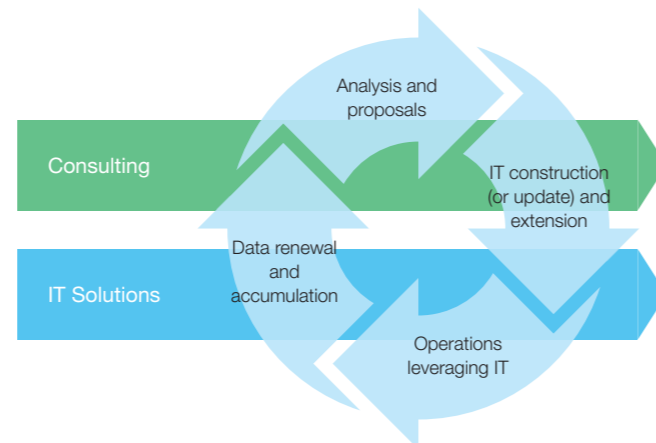 Analysis and
proposals
Consulting
IT construction
(or update) and
extension
Data renewal
and
accumulation
IT Solutions
Operations
leveraging IT